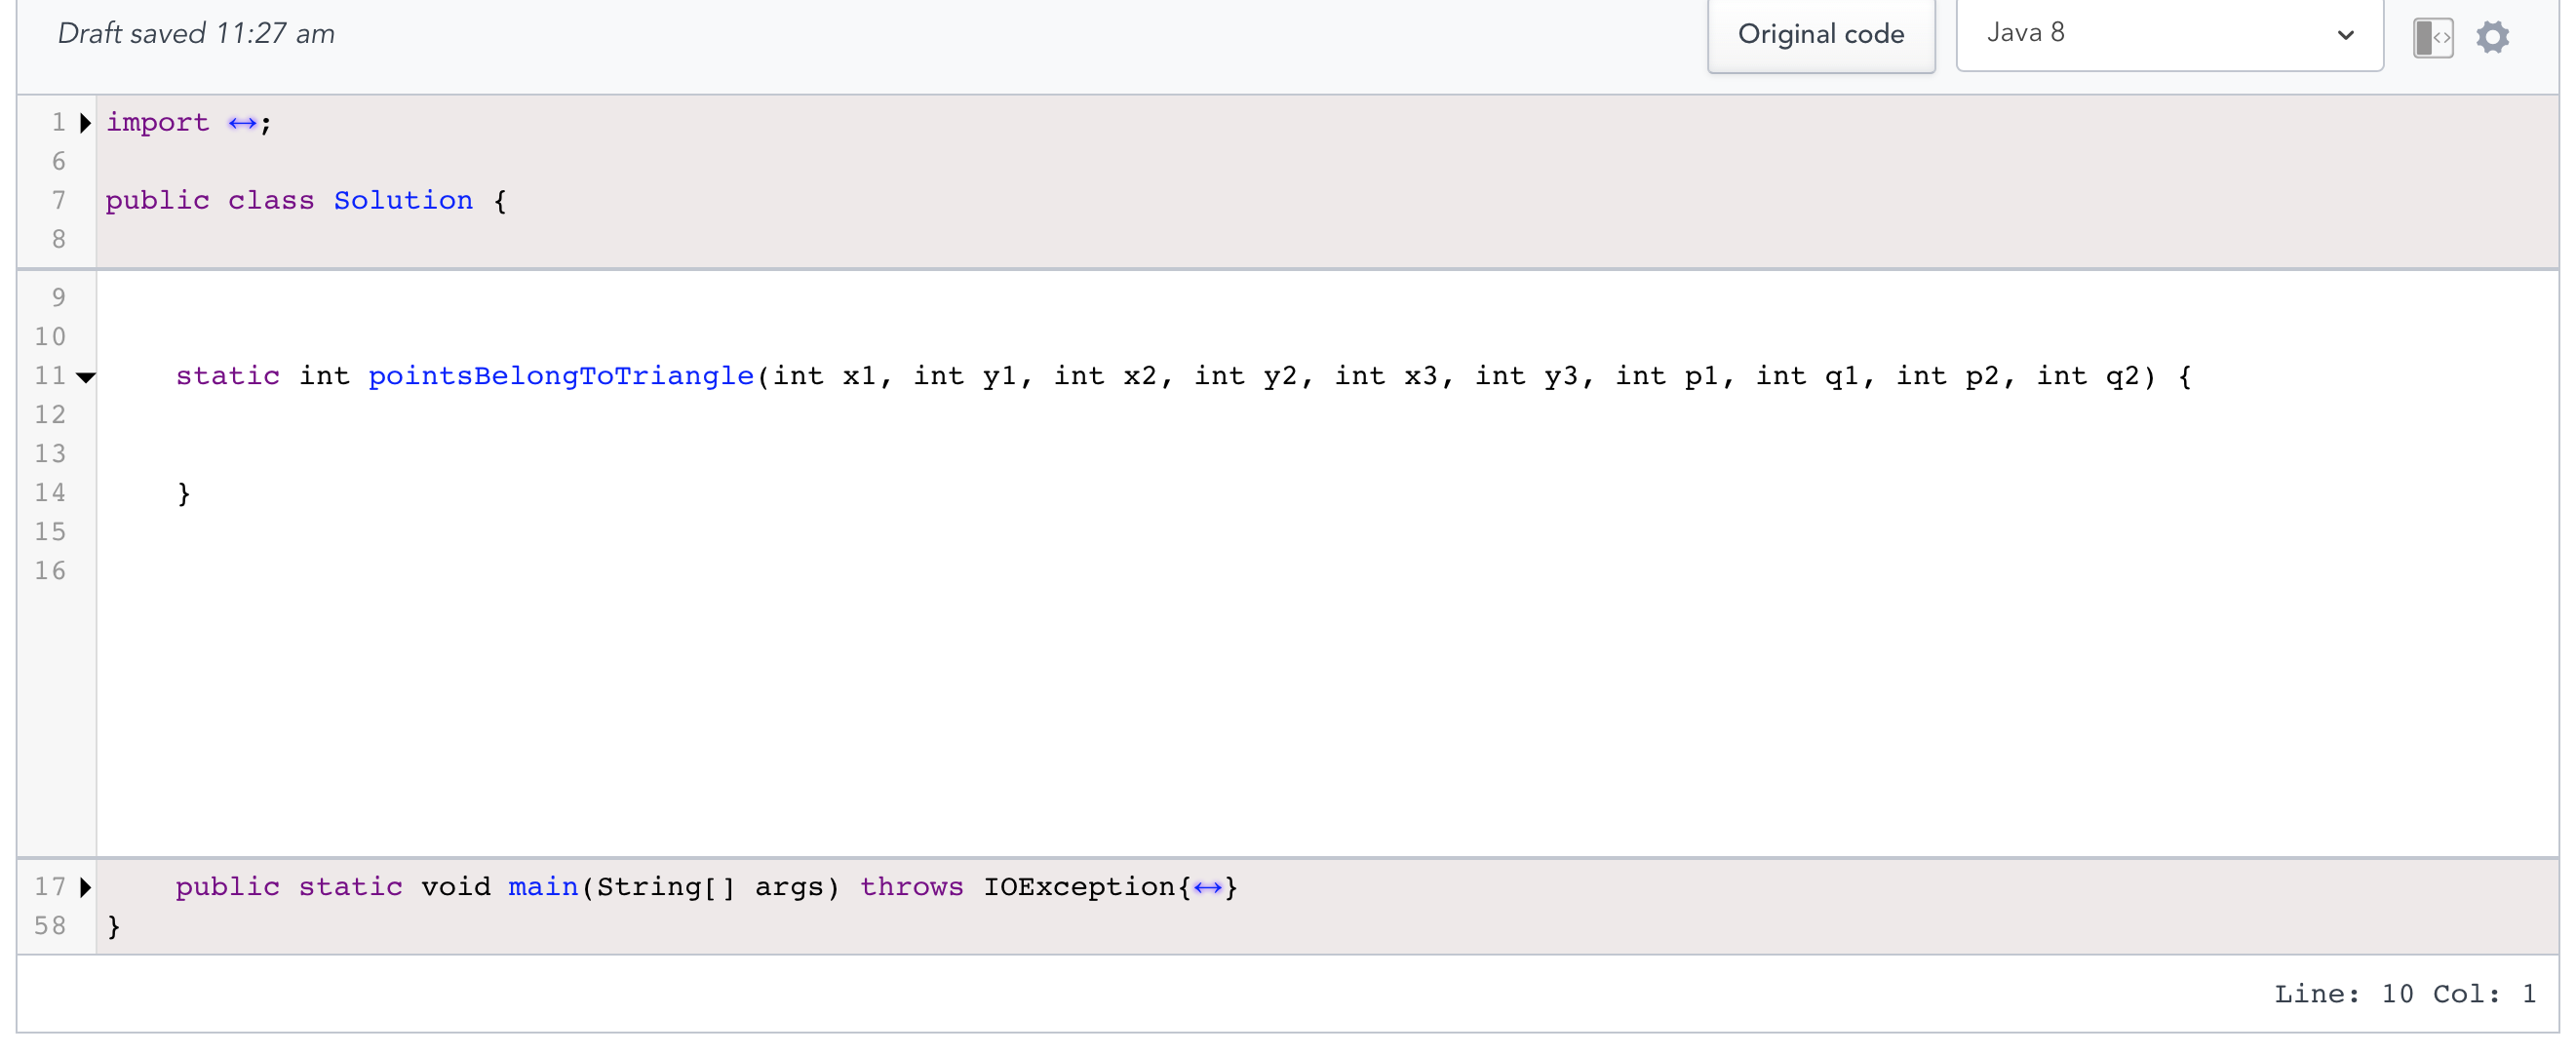 Draft saved 11:27 am
Original code
Java 8
1 import ↔;
6
7 public class Solution {
8
9
10
11 static int pointsBelongToTriangle(int x1, int y1, int x2, int y2, int x3, int y3, int p1, int q1, int p2, int q2) {
12
13
14 }
15
16
17 public static void main(String[] args) throws IOException{↔}
58 }
Line: 10 Col: 1